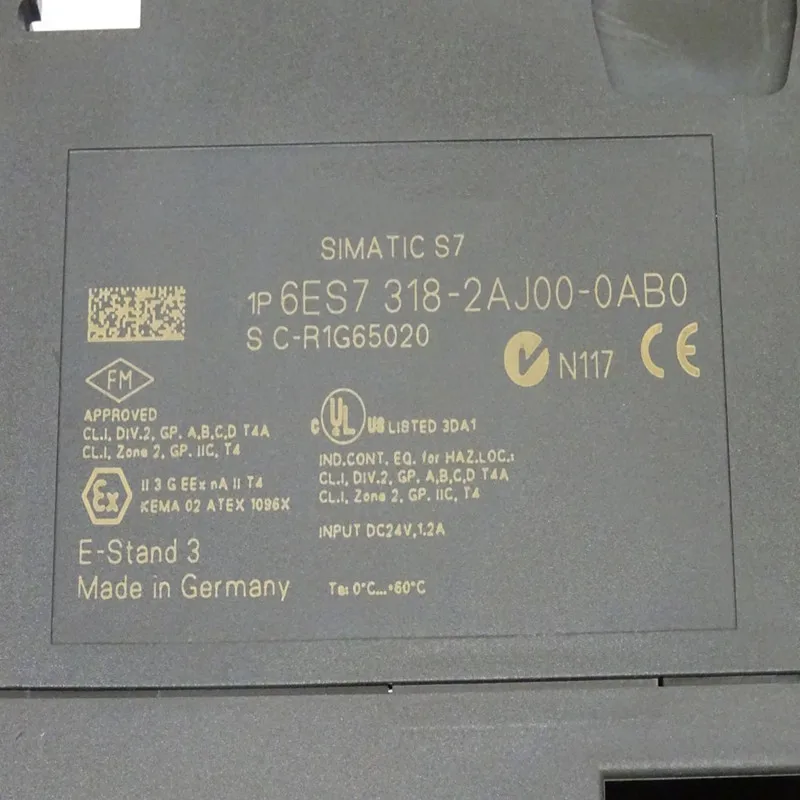 SIMATIC S7
1P 6ES7 318-2AJ00-0AB0
S C-R1G65020
N117 CE
FM
APPROVED
CL.I, DIV.2, GP. A,B,C,D T4A
CL.I, Zone 2, GP. IIC, T4
Ex
II 3 G EEx nA II T4
KEMA 02 ATEX 1096X
E-Stand 3
Made in Germany
c UL US LISTED 3DA1
IND.CONT. EQ. for HAZ.LOC.:
CL.I, DIV.2, GP. A,B,C,D T4A
CL.I, Zone 2, GP. IIC, T4
INPUT DC24V,1.2A
Ta: 0°C...+60°C